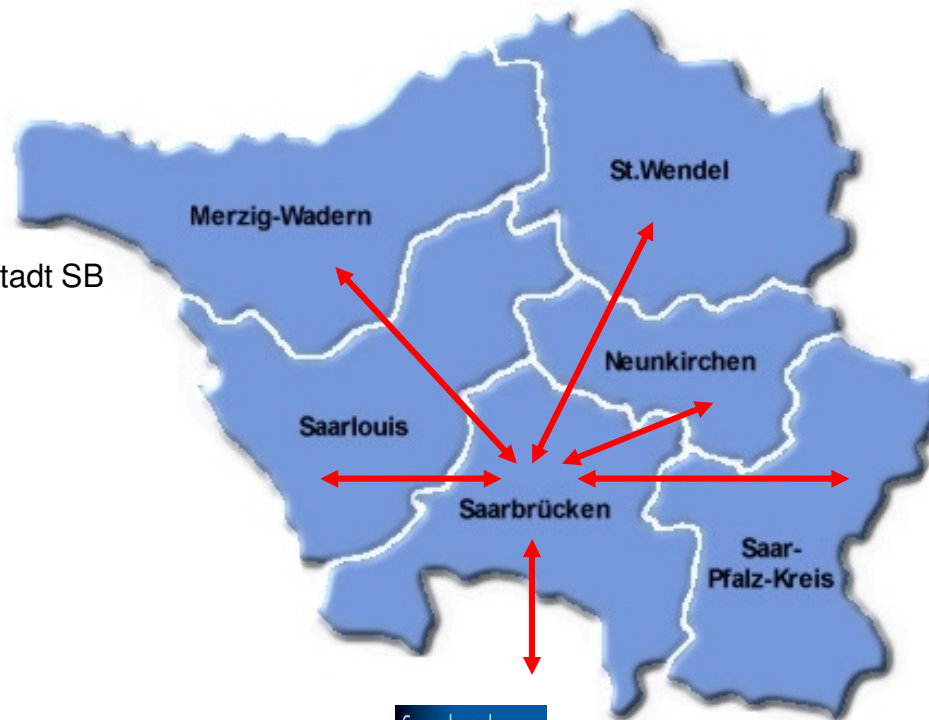 St.Wendel
Merzig-Wadern
tadt SB
Neunkirchen
Saarlouis
Saarbrücken
Saar-
Pfalz-Kreis